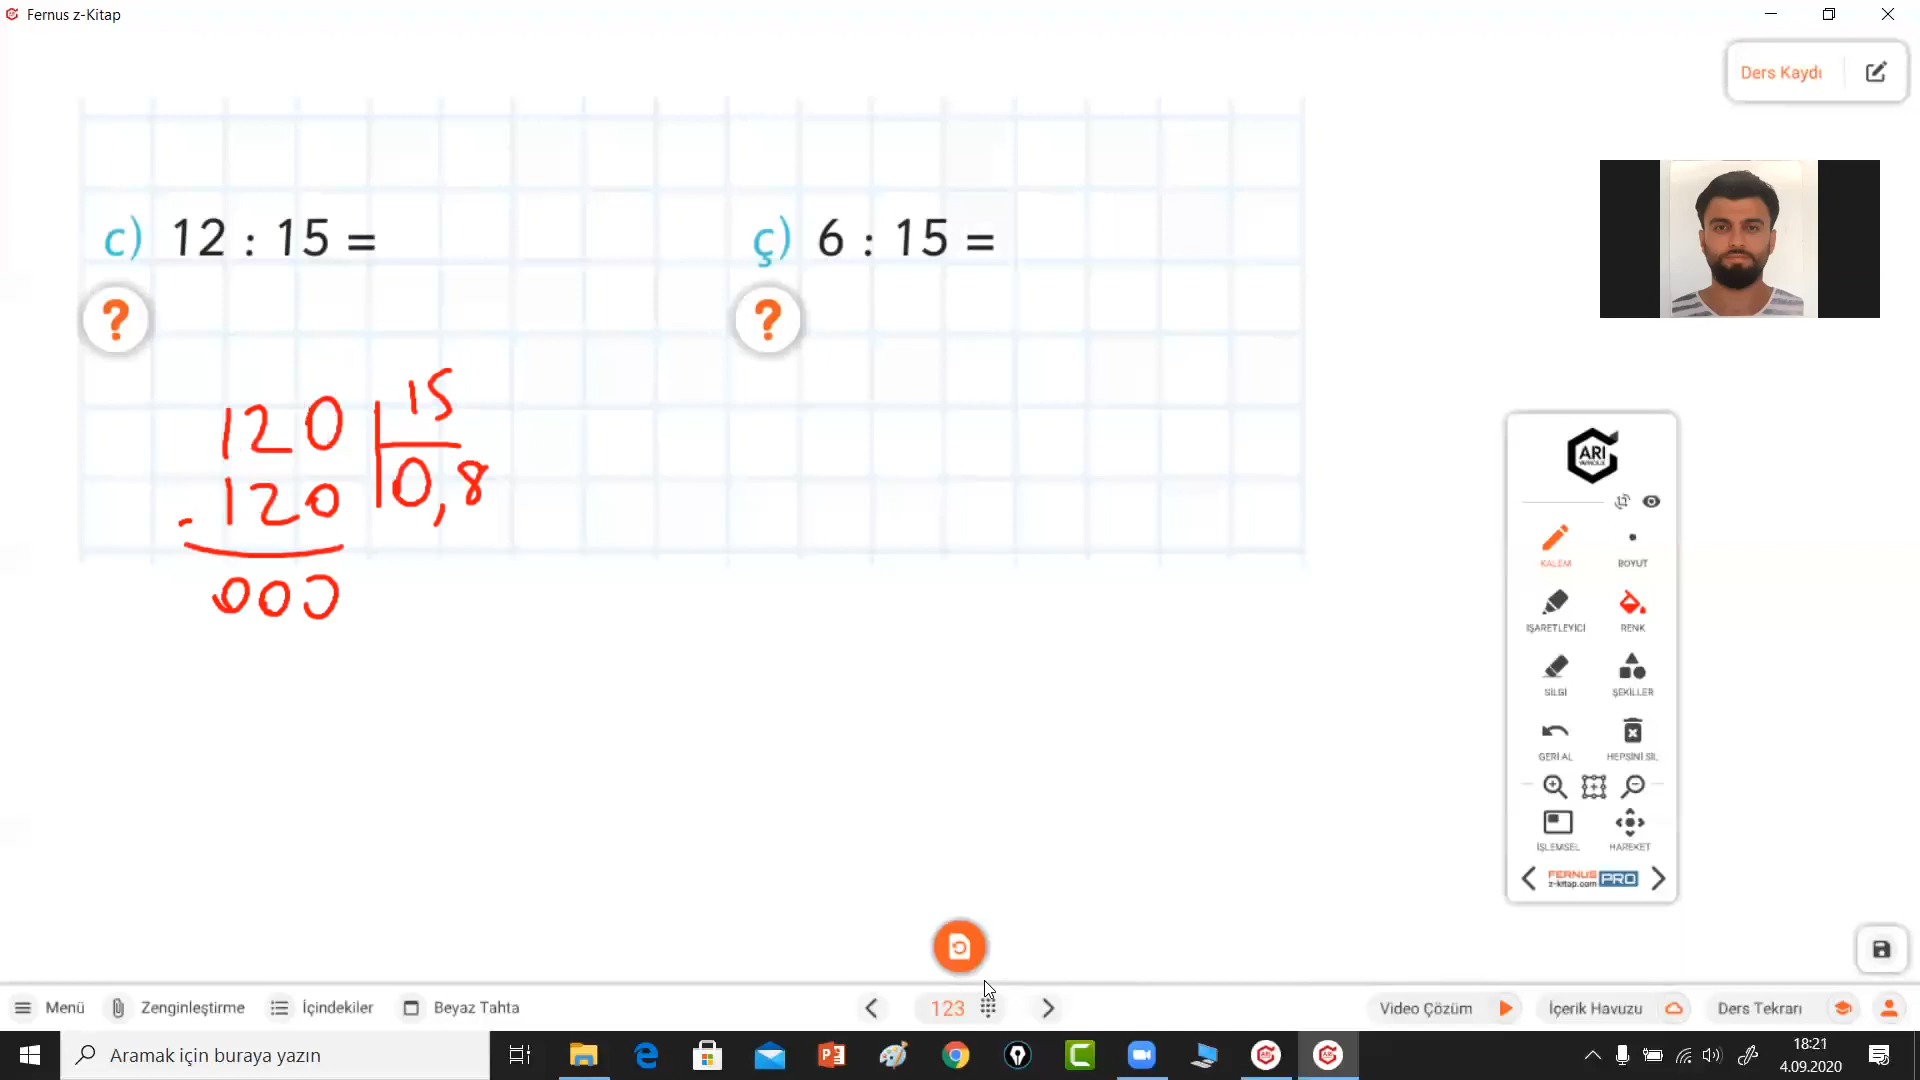 Fernus z-Kitap
Ders Kaydı
c) 12 : 15 =
ç) 6 : 15 =
?
?
120 15
120 0,8
-
000
ARI
YAYINCILIK
KALEM BOYUT
İŞARETLEYİCİ RENK
SİLGİ ŞEKİLLER
GERİ AL HEPSİNİ SİL
İŞLEMSEL HAREKET
FERNUS
z-kitap.com PRO
Menü Zenginleştirme İçindekiler Beyaz Tahta 123 Video Çözüm İçerik Havuzu Ders Tekrarı
Aramak için buraya yazın
18:21
4.09.2020